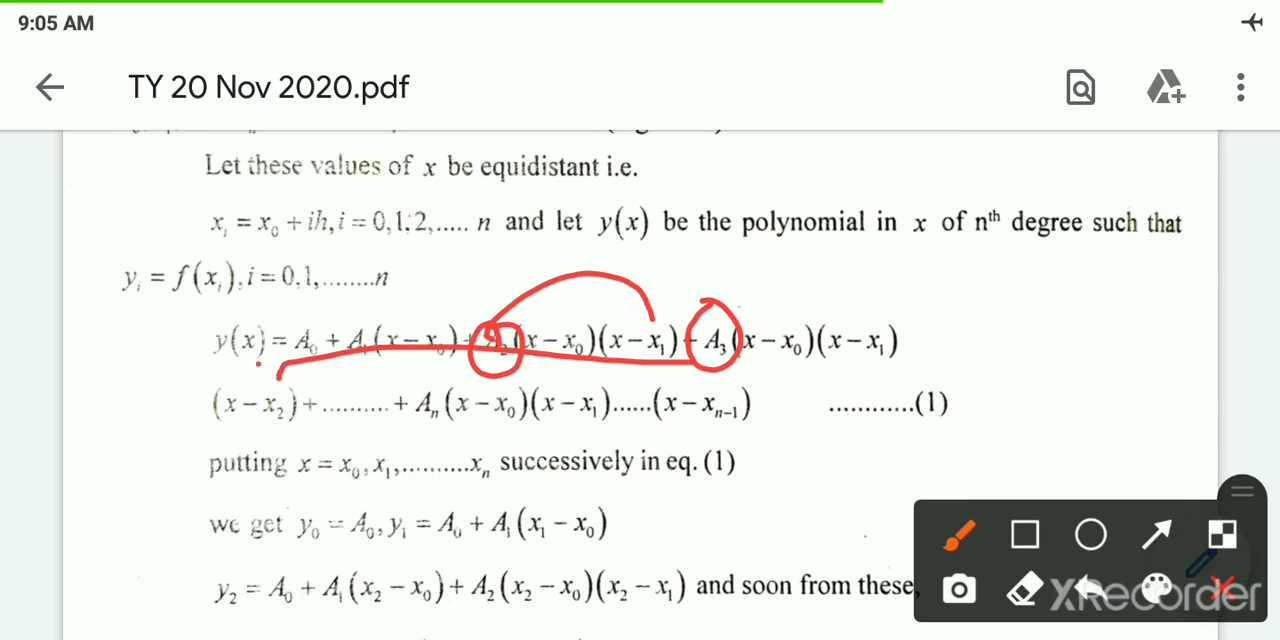 9:05 AM
TY 20 Nov 2020.pdf
Let these values of x be equidistant i.e.
xᵢ = x₀ + ih, i = 0,1,2,..... n and let y(x) be the polynomial in x of nᵗʰ degree such that
yᵢ = f(xᵢ), i = 0,1,........n
y(x) = A₀ + A₁(x − x₀) + A₂(x − x₀)(x − x₁) + A₃(x − x₀)(x − x₁)
(x − x₂) + .......... + Aₙ(x − x₀)(x − x₁)......(x − xₙ₋₁) ............(1)
putting x = x₀, x₁,..........xₙ successively in eq. (1)
we get y₀ = A₀, y₁ = A₀ + A₁(x₁ − x₀)
y₂ = A₀ + A₁(x₂ − x₀) + A₂(x₂ − x₀)(x₂ − x₁) and soon from these,
XRecorder